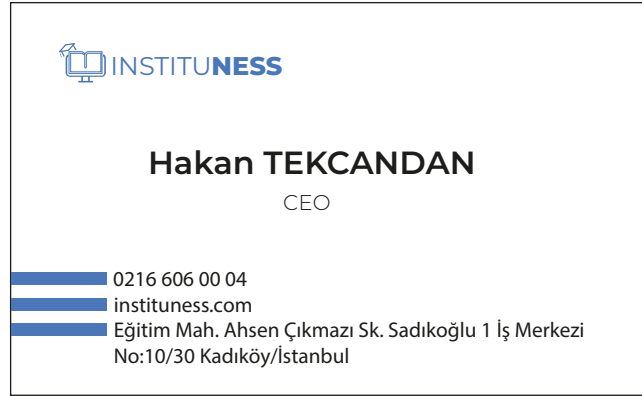 INSTITUNESS
Hakan TEKCANDAN
CEO
0216 606 00 04
instituness.com
Eğitim Mah. Ahsen Çıkmazı Sk. Sadıkoğlu 1 İş Merkezi
No:10/30 Kadıköy/İstanbul